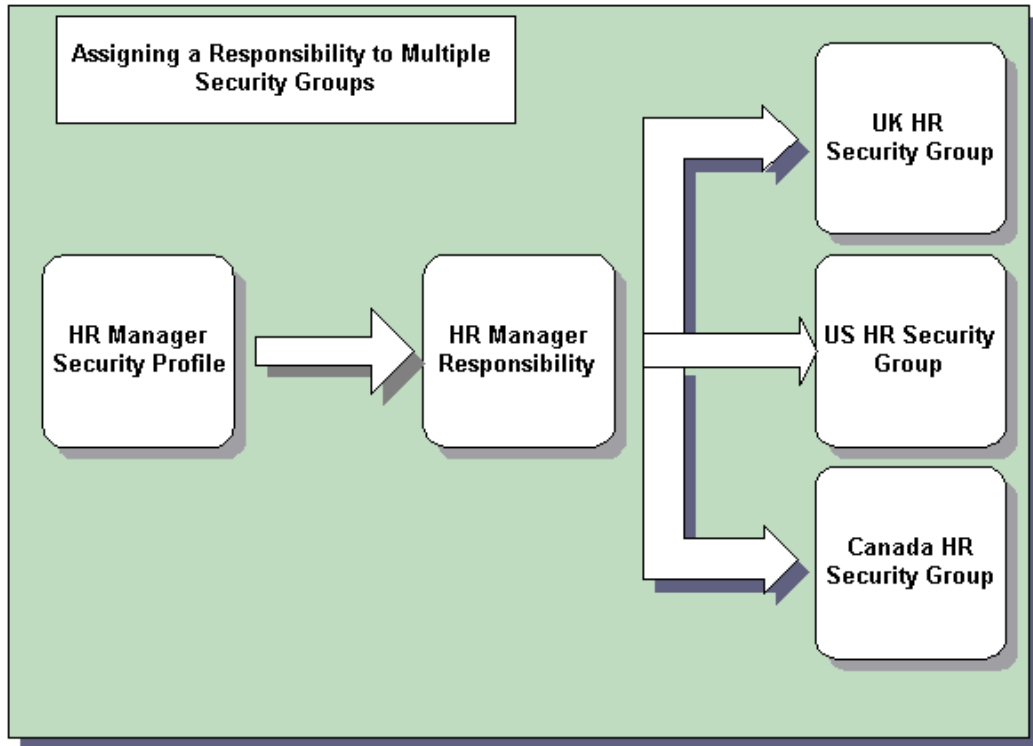 Assigning a Responsibility to Multiple
Security Groups
HR Manager
Security Profile
HR Manager
Responsibility
UK HR
Security Group
US HR Security
Group
Canada HR
Security Group